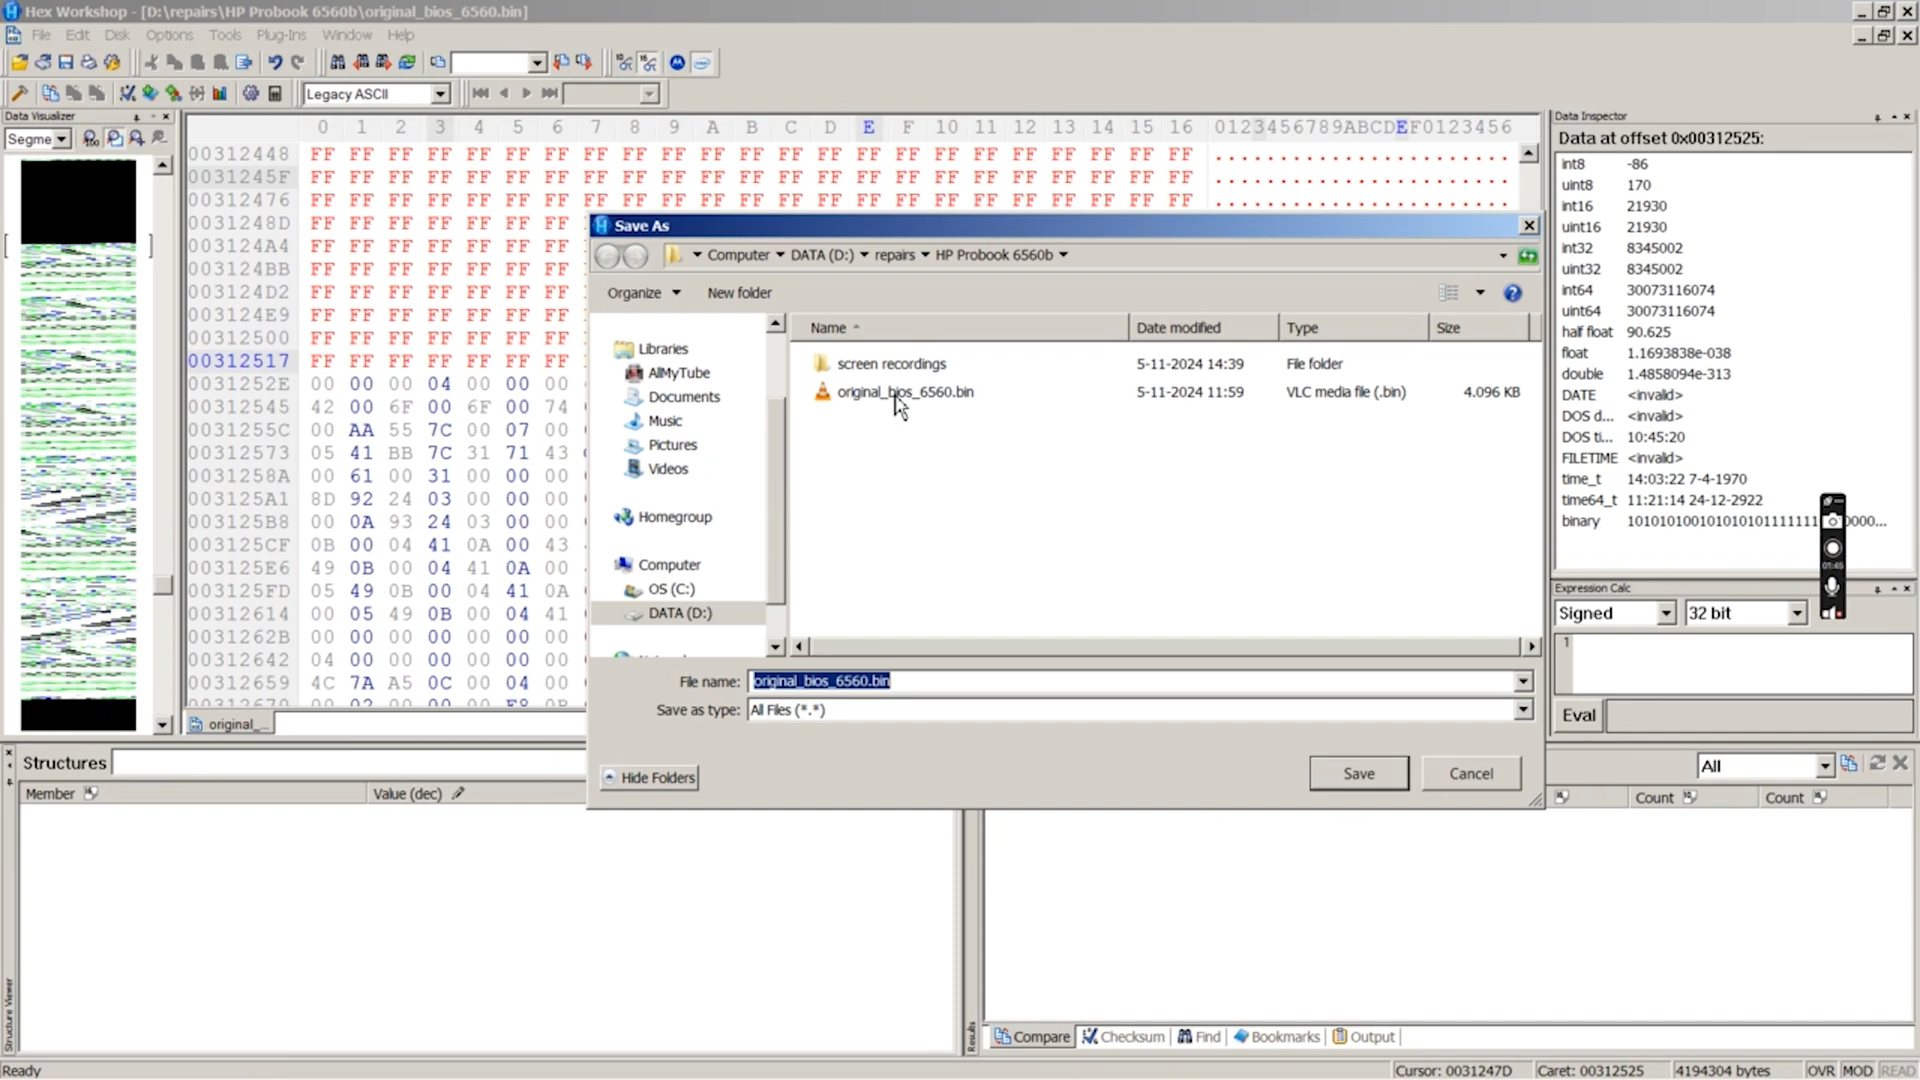 Hex Workshop - [D:\repairs\HP Probook 6560b\original_bios_6560.bin]
File Edit Disk Options Tools Plug-Ins Window Help
Legacy ASCII
Data Visualizer
Segme
0 1 2 3 4 5 6 7 8 9 A B C D E F 10 11 12 13 14 15 16 0123456789ABCDEF0123456
00312448 FF FF FF FF FF FF FF FF FF FF FF FF FF FF FF FF FF FF FF FF FF FF FF .......................
0031245F FF FF FF FF FF FF FF FF FF FF FF FF FF FF FF FF FF FF FF FF FF FF FF .......................
00312476 FF FF FF FF FF FF FF FF FF FF FF FF FF FF FF FF FF FF FF FF FF FF FF .......................
0031248D FF FF FF FF FF FF FF
003124A4 FF FF FF FF FF FF FF
003124BB FF FF FF FF FF FF FF
003124D2 FF FF FF FF FF FF FF
003124E9 FF FF FF FF FF FF FF
00312500 FF FF FF FF FF FF FF
00312517 FF FF FF FF FF FF FF
0031252E 00 00 00 04 00 00 00
00312545 42 00 6F 00 6F 00 74
0031255C 00 AA 55 7C 00 07 00
00312573 05 41 BB 7C 31 71 43
0031258A 00 61 00 31 00 00 00
003125A1 8D 92 24 03 00 00 00
003125B8 00 0A 93 24 03 00 00
003125CF 0B 00 04 41 0A 00 43
003125E6 49 0B 00 04 41 0A 00
003125FD 05 49 0B 00 04 41 0A
00312614 00 05 49 0B 00 04 41
0031262B 00 00 00 00 00 00 00
00312642 04 00 00 00 00 00 00
00312659 4C 7A A5 0C 00 04 00
00312670 00 02 00 00 00 F8 0B
original_...
Save As
Computer DATA (D:) repairs HP Probook 6560b
Organize New folder
Libraries
AllMyTube
Documents
Music
Pictures
Videos
Homegroup
Computer
OS (C:)
DATA (D:)
Name Date modified Type Size
screen recordings 5-11-2024 14:39 File folder
original_bios_6560.bin 5-11-2024 11:59 VLC media file (.bin) 4.096 KB
File name: original_bios_6560.bin
Save as type: All Files (*.*)
Hide Folders Save Cancel
Data Inspector
Data at offset 0x00312525:
int8 -86
uint8 170
int16 21930
uint16 21930
int32 8345002
uint32 8345002
int64 30073116074
uint64 30073116074
half float 90.625
float 1.1693838e-038
double 1.4858094e-313
DATE <invalid>
DOS d... <invalid>
DOS ti... 10:45:20
FILETIME <invalid>
time_t 14:03:22 7-4-1970
time64_t 11:21:14 24-12-2922
binary 10101010010101010101111111 0000...
01:45
Expression Calc
Signed 32 bit
1
Eval
Structures
Member Value (dec)
Structure Viewer
All
Count Count
Results
Compare Checksum Find Bookmarks Output
Ready
Cursor: 0031247D Caret: 00312525 4194304 bytes OVR MOD READ